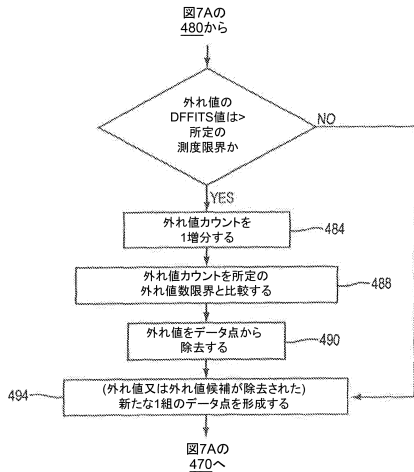 図7Aの
480から
外れ値の
DFFITS値は>
所定の
測度限界か
NO
YES
外れ値カウントを
1増分する
484
外れ値カウントを所定の
外れ値数限界と比較する
488
外れ値をデータ点から
除去する
490
494
(外れ値又は外れ値候補が除去された)
新たな1組のデータ点を形成する
図7Aの
470へ